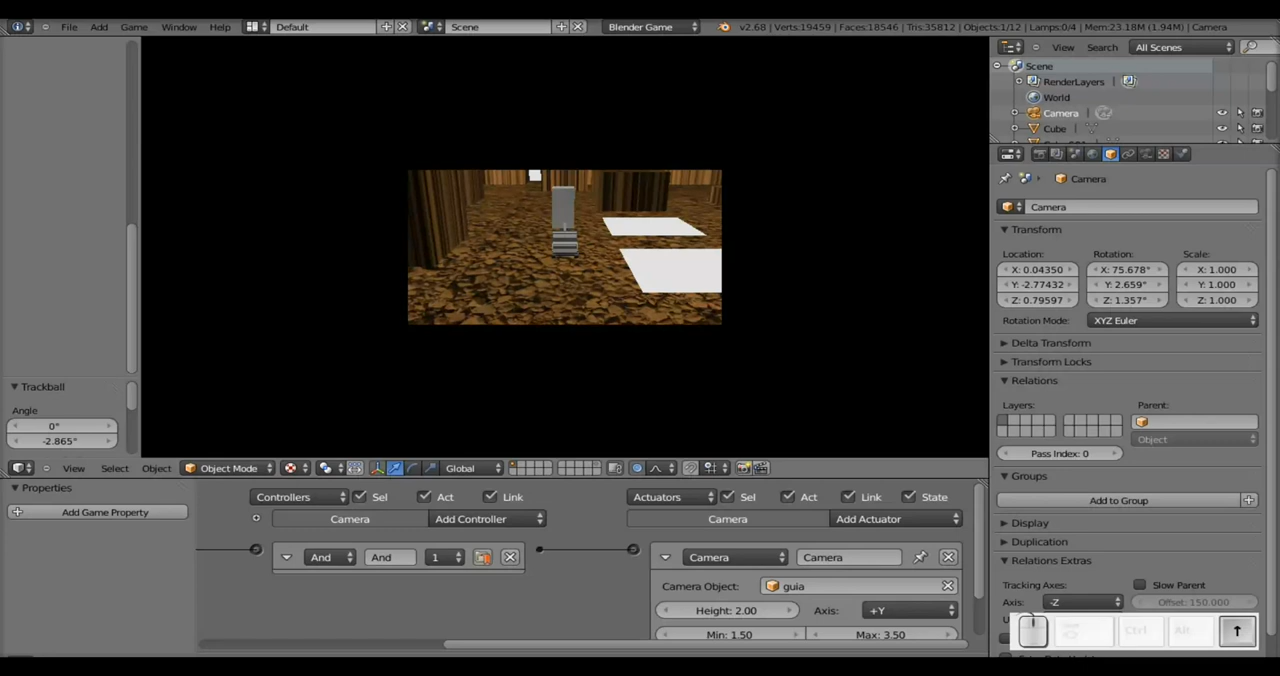 File Add Game Window Help Default Scene Blender Game v2.68 | Verts:19459 | Faces:18546 | Tris:35812 | Objects:1/12 | Lamps:0/4 | Mem:23.18M (1.94M) | Camera
View Search All Scenes
Scene
RenderLayers
World
Camera
Cube
Camera
Camera
Transform
Location: Rotation: Scale:
X: 0.04350 X: 75.678° X: 1.000
Y: -2.77432 Y: 2.659° Y: 1.000
Z: 0.79597 Z: 1.357° Z: 1.000
Rotation Mode: XYZ Euler
Delta Transform
Transform Locks
Relations
Layers: Parent:
Object
Pass Index: 0
Groups
Add to Group
Display
Duplication
Relations Extras
Tracking Axes: Slow Parent
Axis: -Z Offset: 150.000
Ctrl Alt
Trackball
Angle
0°
-2.865°
View Select Object Object Mode Global
Properties
Add Game Property
Controllers Sel Act Link
Camera Add Controller
And And 1
Actuators Sel Act Link State
Camera Add Actuator
Camera Camera
Camera Object: guia
Height: 2.00 Axis: +Y
Min: 1.50 Max: 3.50